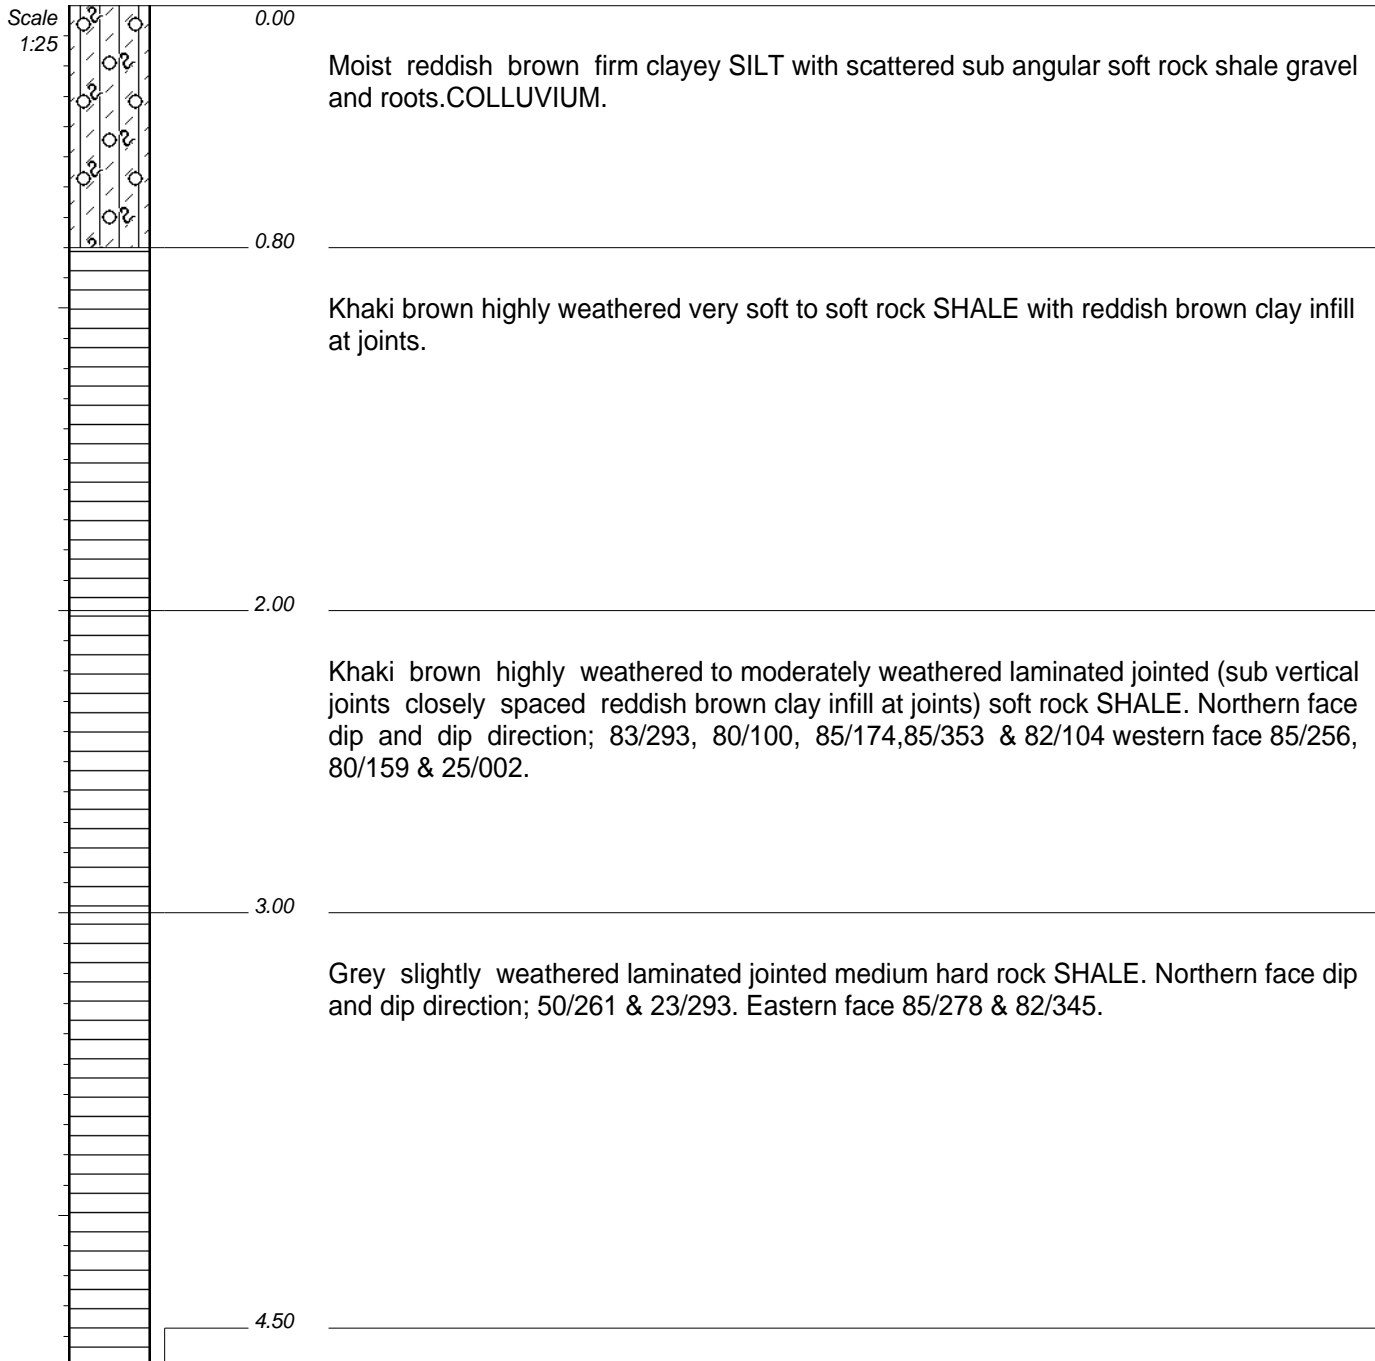 Scale
1:25
0.00
Moist reddish brown firm clayey SILT with scattered sub angular soft rock shale gravel
and roots.COLLUVIUM.
0.80
Khaki brown highly weathered very soft to soft rock SHALE with reddish brown clay infill
at joints.
2.00
Khaki brown highly weathered to moderately weathered laminated jointed (sub vertical
joints closely spaced reddish brown clay infill at joints) soft rock SHALE. Northern face
dip and dip direction; 83/293, 80/100, 85/174,85/353 & 82/104 western face 85/256,
80/159 & 25/002.
3.00
Grey slightly weathered laminated jointed medium hard rock SHALE. Northern face dip
and dip direction; 50/261 & 23/293. Eastern face 85/278 & 82/345.
4.50